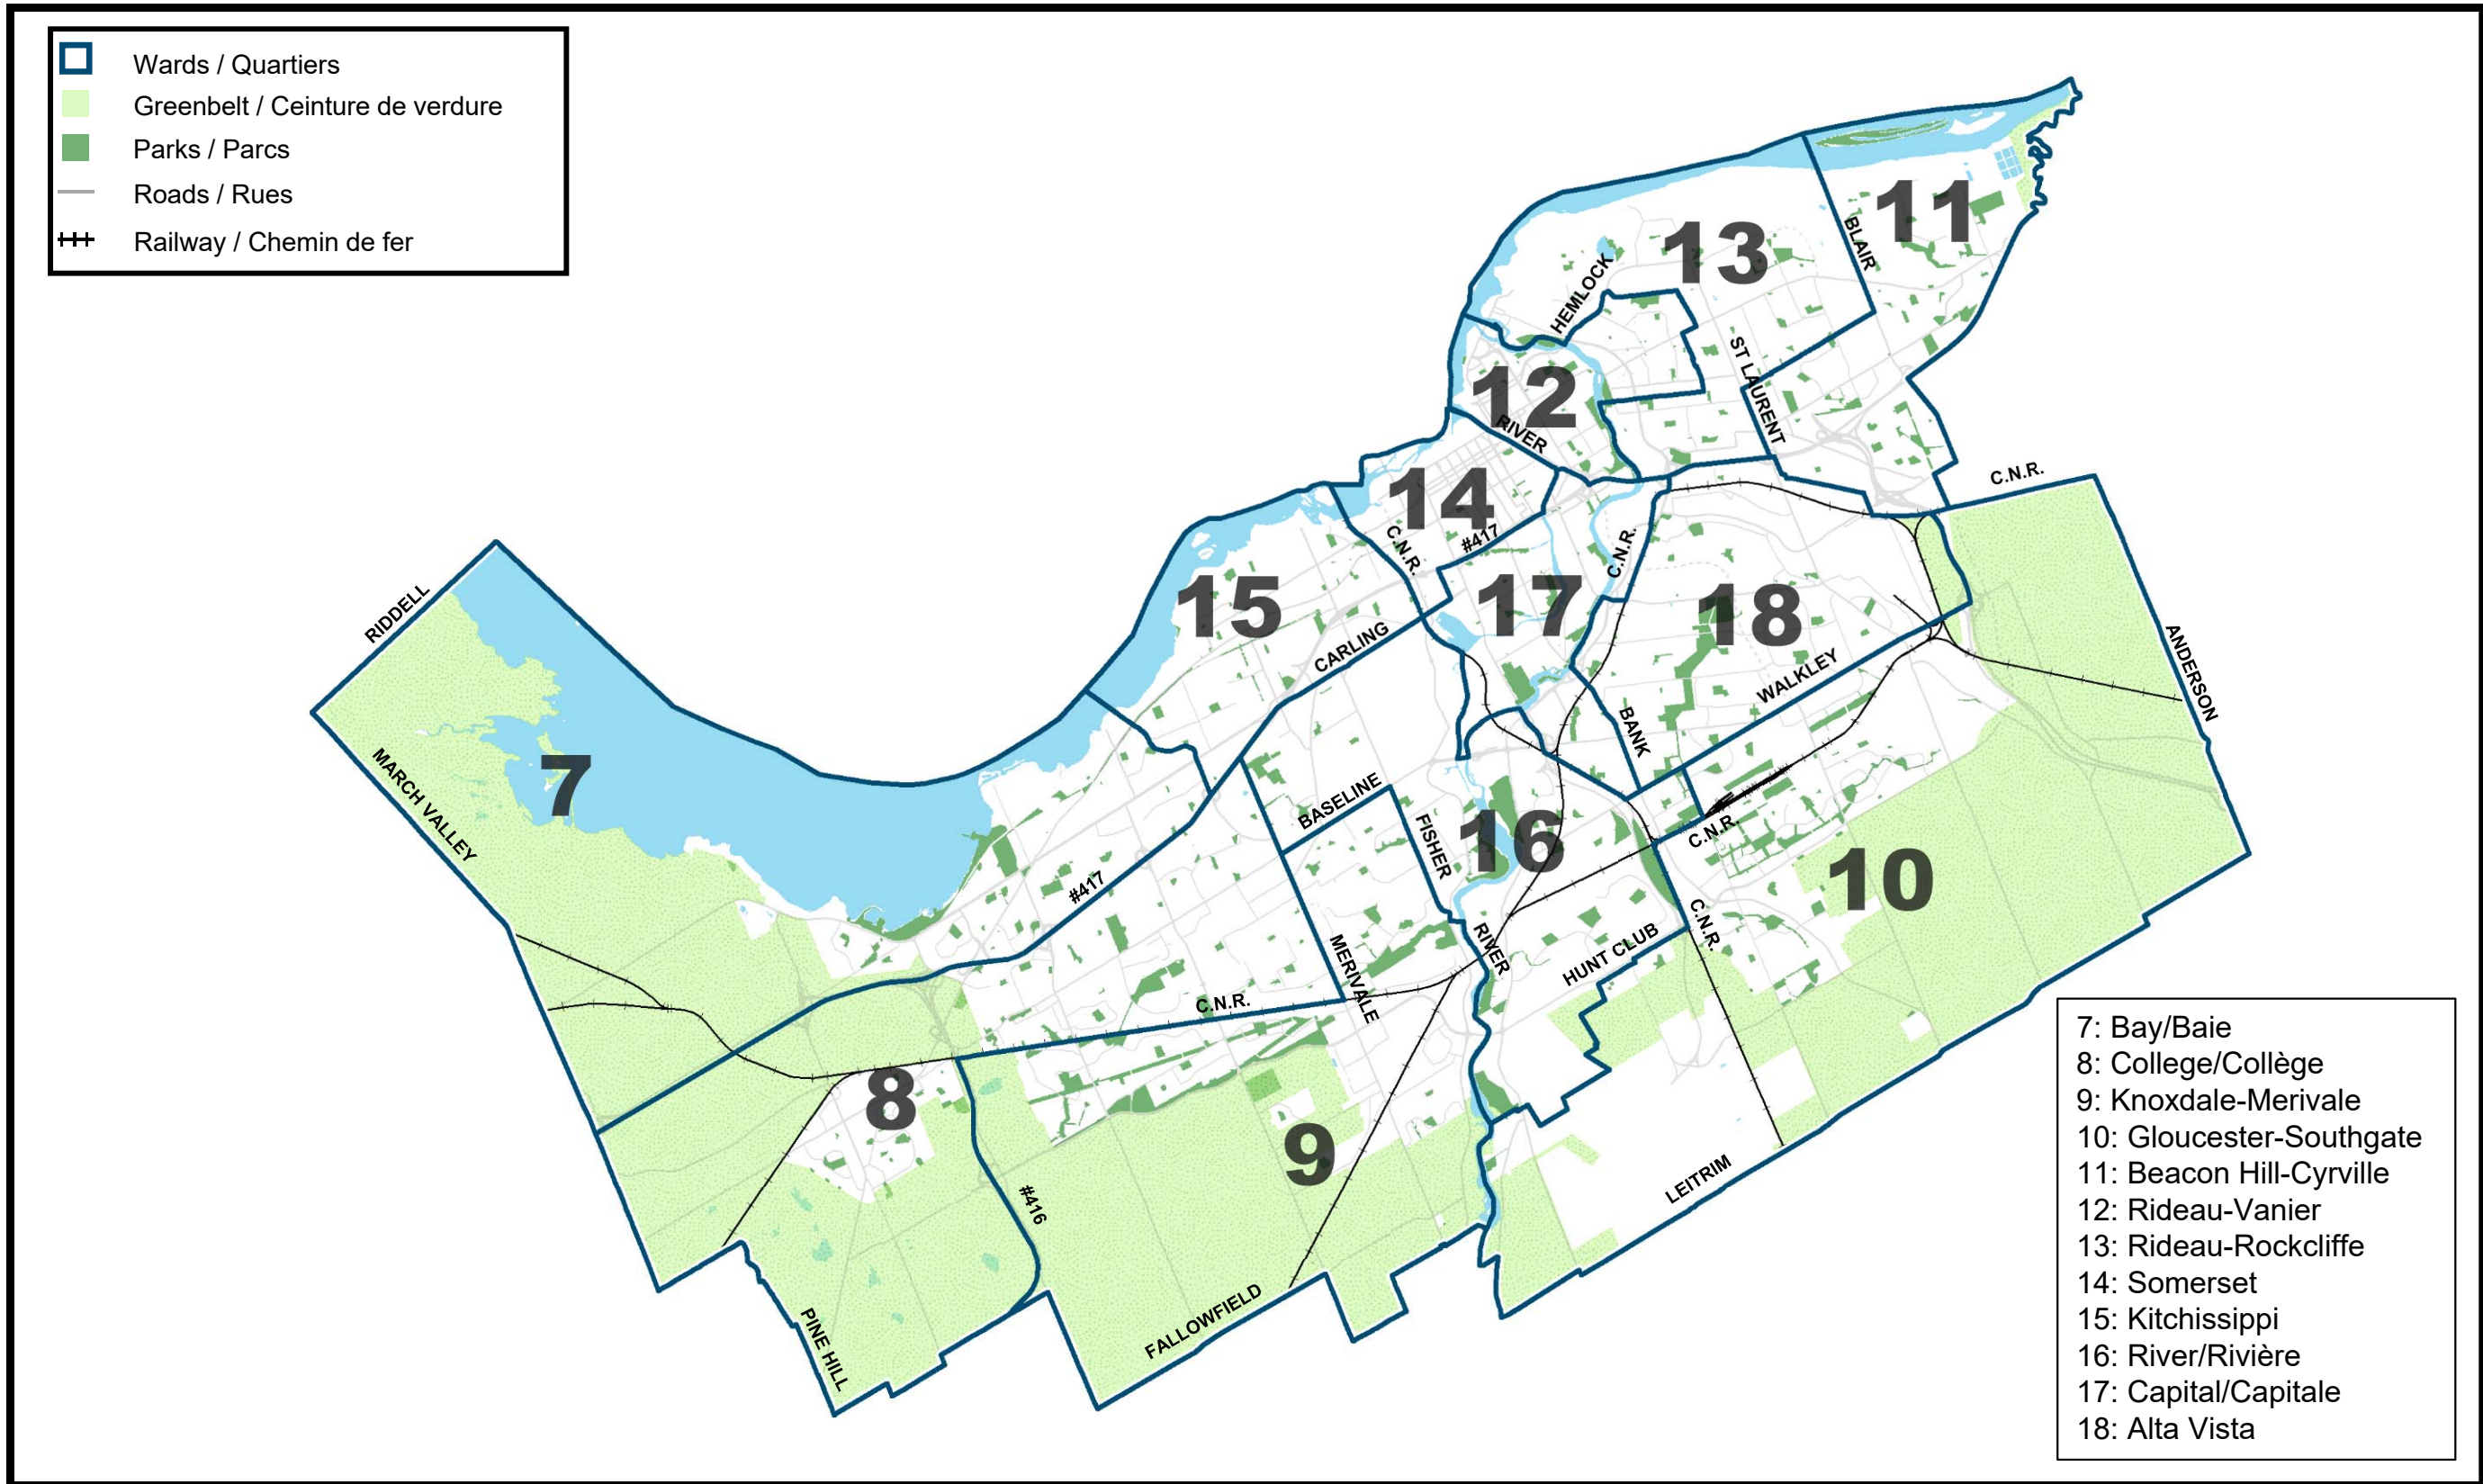 Wards / Quartiers
Greenbelt / Ceinture de verdure
Parks / Parcs
Roads / Rues
Railway / Chemin de fer
11
13
BLAIR
HEMLOCK
ST LAURENT
12
RIVER
C.N.R.
14
#417
C.N.R.
C.N.R.
15
17
18
RIDDELL
CARLING
WALKLEY
ANDERSON
BANK
MARCH VALLEY
7
BASELINE
FISHER
16
C.N.R.
10
#417
C.N.R.
RIVER
HUNT CLUB
MERIVALE
C.N.R.
8
9
#416
LEITRIM
FALLOWFIELD
PINE HILL
7: Bay/Baie
8: College/Collège
9: Knoxdale-Merivale
10: Gloucester-Southgate
11: Beacon Hill-Cyrville
12: Rideau-Vanier
13: Rideau-Rockcliffe
14: Somerset
15: Kitchissippi
16: River/Rivière
17: Capital/Capitale
18: Alta Vista